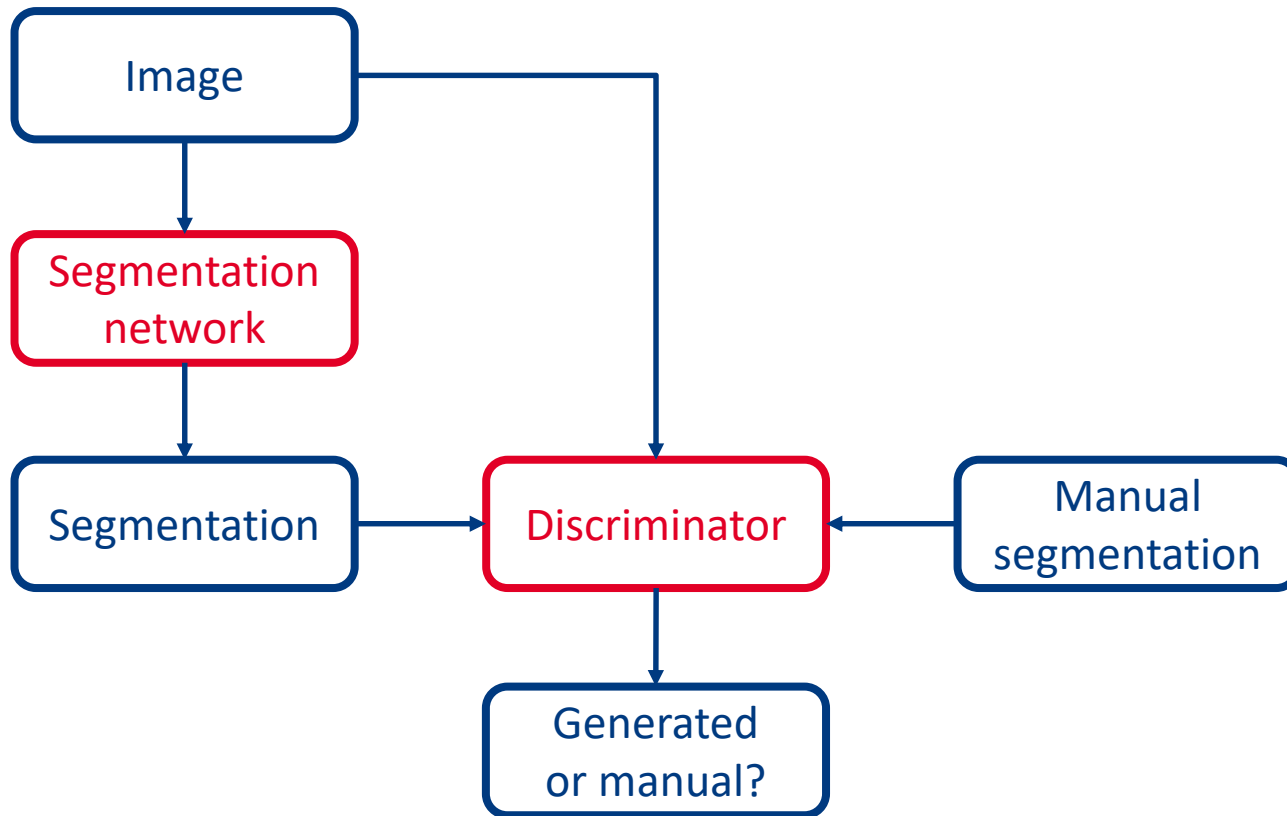 Image
Segmentation
network
Segmentation
Discriminator
Manual
segmentation
Generated
or manual?